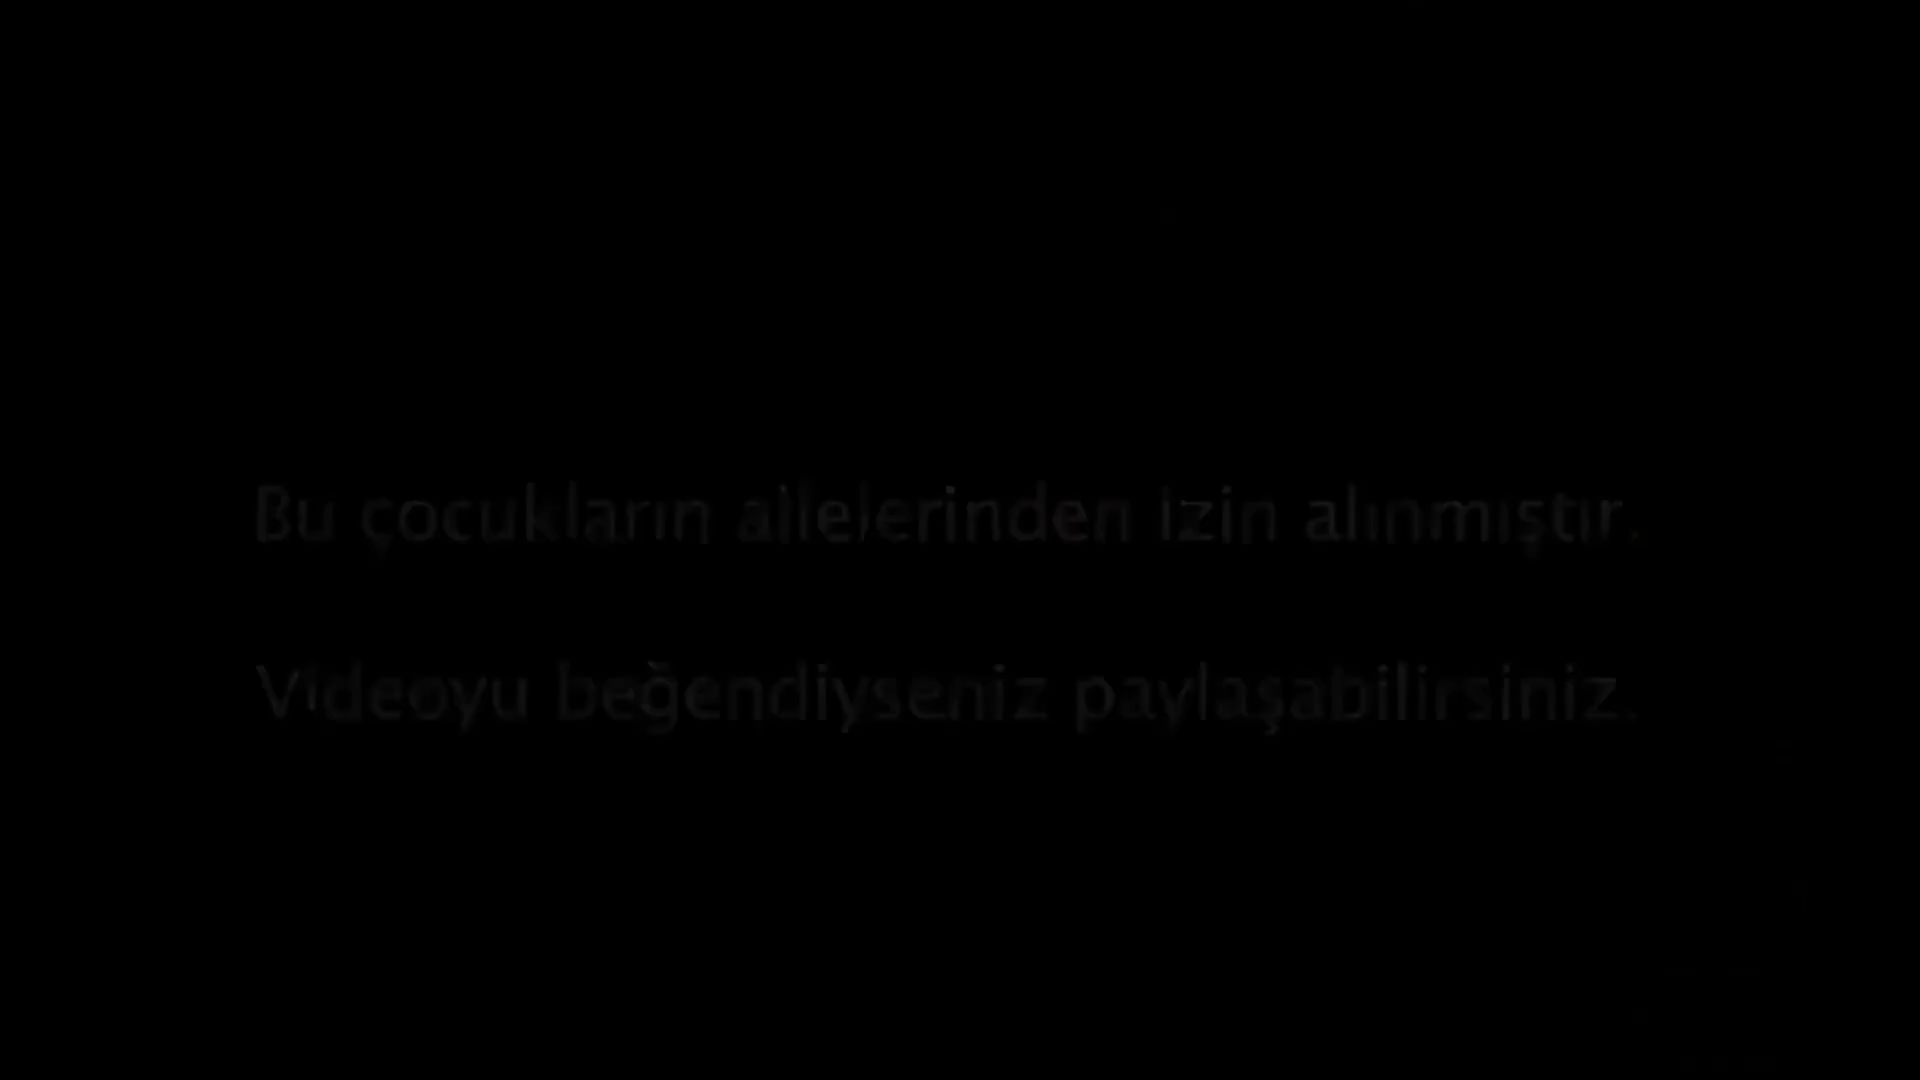 Bu çocukların ailelerinden izin alınmıştır.
Videoyu beğendiyseniz paylaşabilirsiniz.